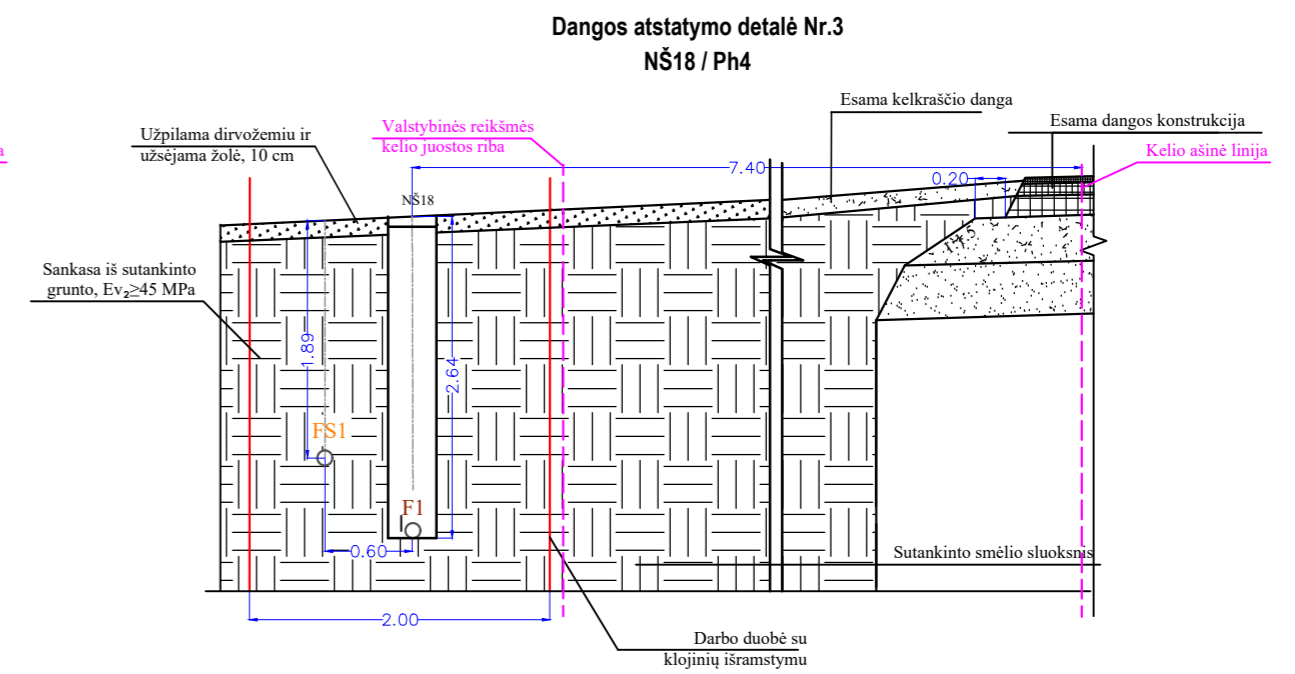 Dangos atstatymo detalė Nr.3
NŠ18 / Ph4
Esama kelkraščio danga
Esama dangos konstrukcija
Užpilama dirvožemiu ir
užsėjama žolė, 10 cm
Valstybinės reikšmės
kelio juostos riba
a
Kelio ašinė linija
7.40
0.20
NŠ18
1:1.5
Sankasa iš sutankinto
grunto, Ev₂≥45 MPa
1.89
2.64
FS1
F1
0.60
Sutankinto smėlio sluoksnis
2.00
Darbo duobė su
klojinių išramstymu